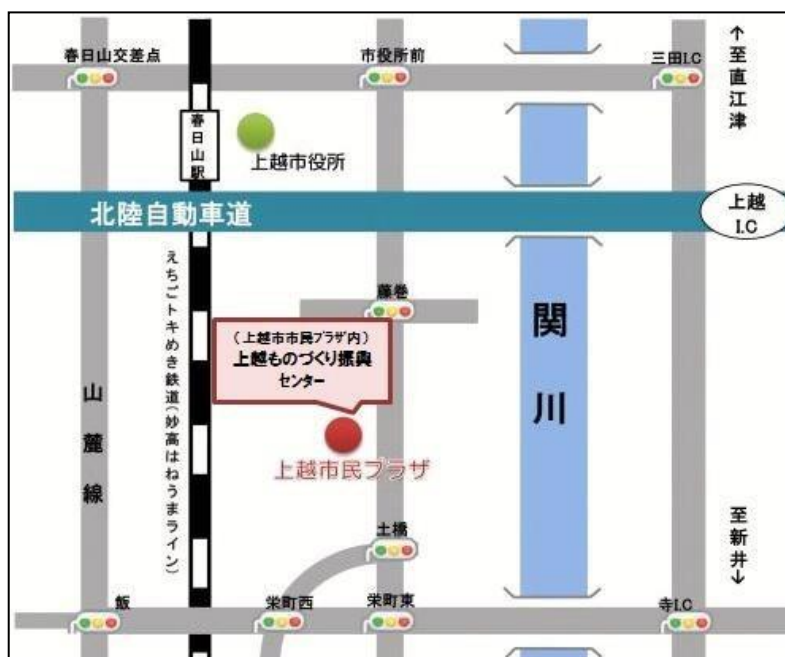 春日山交差点
市役所前
三田I.C
↑至直江津
春日山駅
上越市役所
北陸自動車道
上越
I.C
えちごトキめき鉄道(妙高はねうまライン)
藤巻
関川
(上越市市民プラザ内)
上越ものづくり振興
センター
山麓線
上越市民プラザ
土橋
至新井↓
飯
栄町西
栄町東
寺I.C